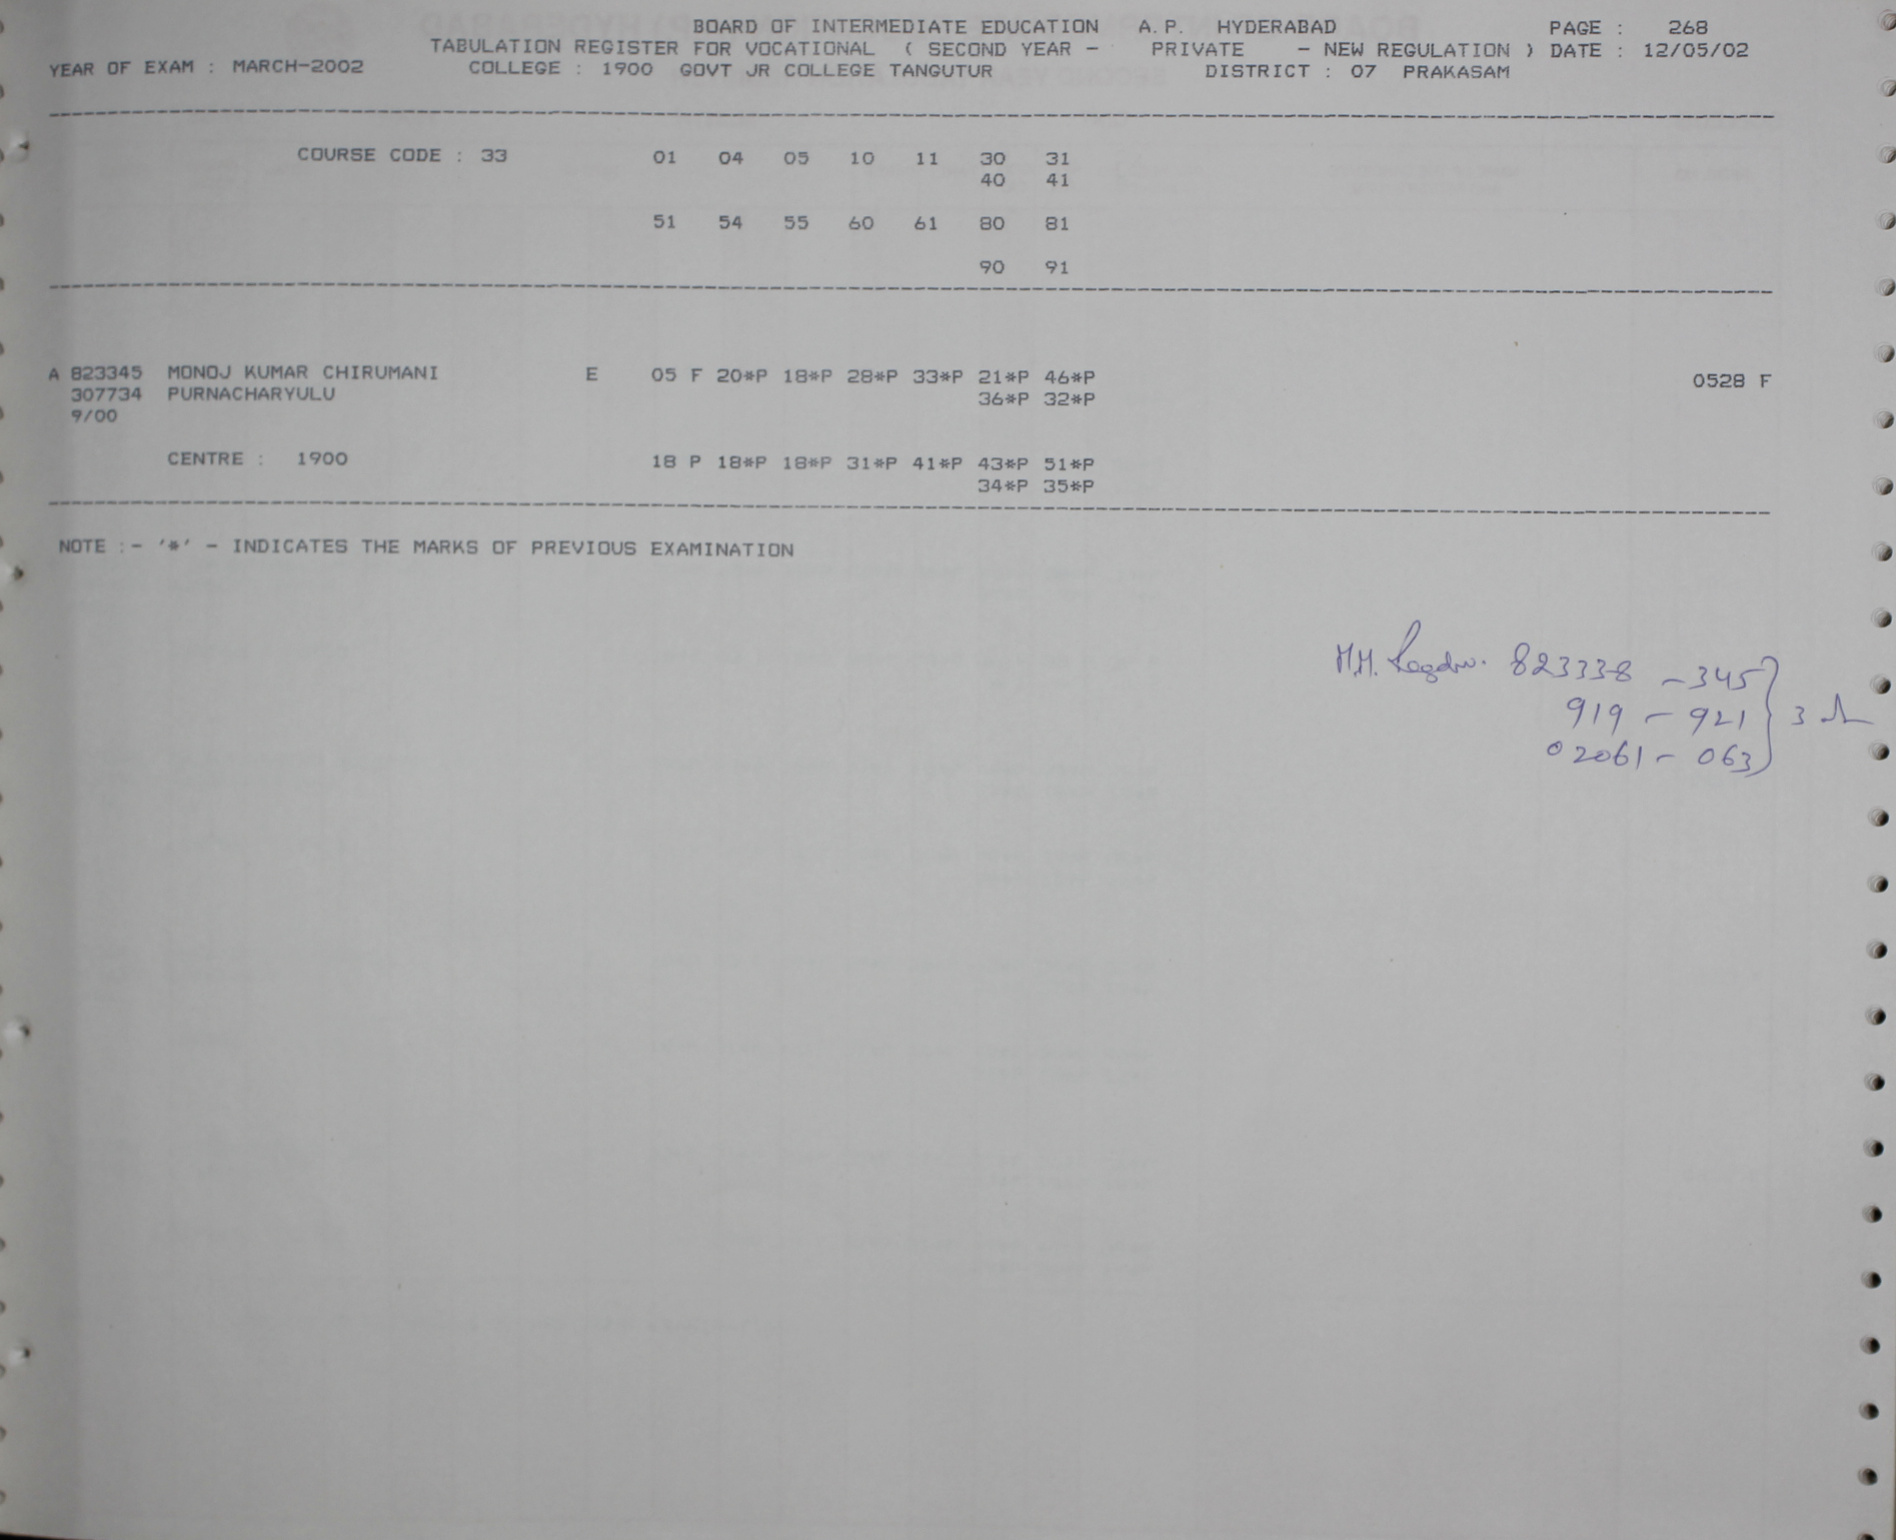 BOARD OF INTERMEDIATE EDUCATION A.P. HYDERABAD PAGE : 268
TABULATION REGISTER FOR VOCATIONAL ( SECOND YEAR - PRIVATE - NEW REGULATION ) DATE : 12/05/02
YEAR OF EXAM : MARCH-2002 COLLEGE : 1900 GOVT JR COLLEGE TANGUTUR DISTRICT : 07 PRAKASAM
COURSE CODE : 33 01 04 05 10 11 30 31
40 41
51 54 55 60 61 80 81
90 91
A 823345 MONOJ KUMAR CHIRUMANI E 05 F 20*P 18*P 28*P 33*P 21*P 46*P 0528 F
307734 PURNACHARYULU 36*P 32*P
9/00
CENTRE : 1900 18 P 18*P 18*P 31*P 41*P 43*P 51*P
34*P 35*P
NOTE :- '*' - INDICATES THE MARKS OF PREVIOUS EXAMINATION
823338 - 345
919 - 921 3
02061 - 063